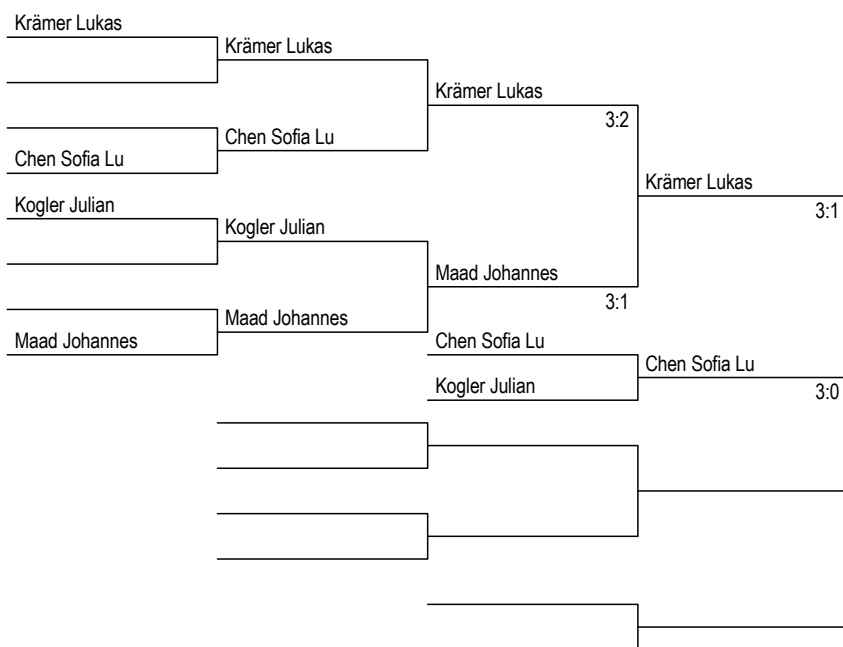 Krämer Lukas
Krämer Lukas
Krämer Lukas
3:2
Chen Sofia Lu
Chen Sofia Lu
Krämer Lukas
3:1
Kogler Julian
Kogler Julian
Maad Johannes
3:1
Maad Johannes
Maad Johannes
Chen Sofia Lu
Chen Sofia Lu
Kogler Julian
3:0